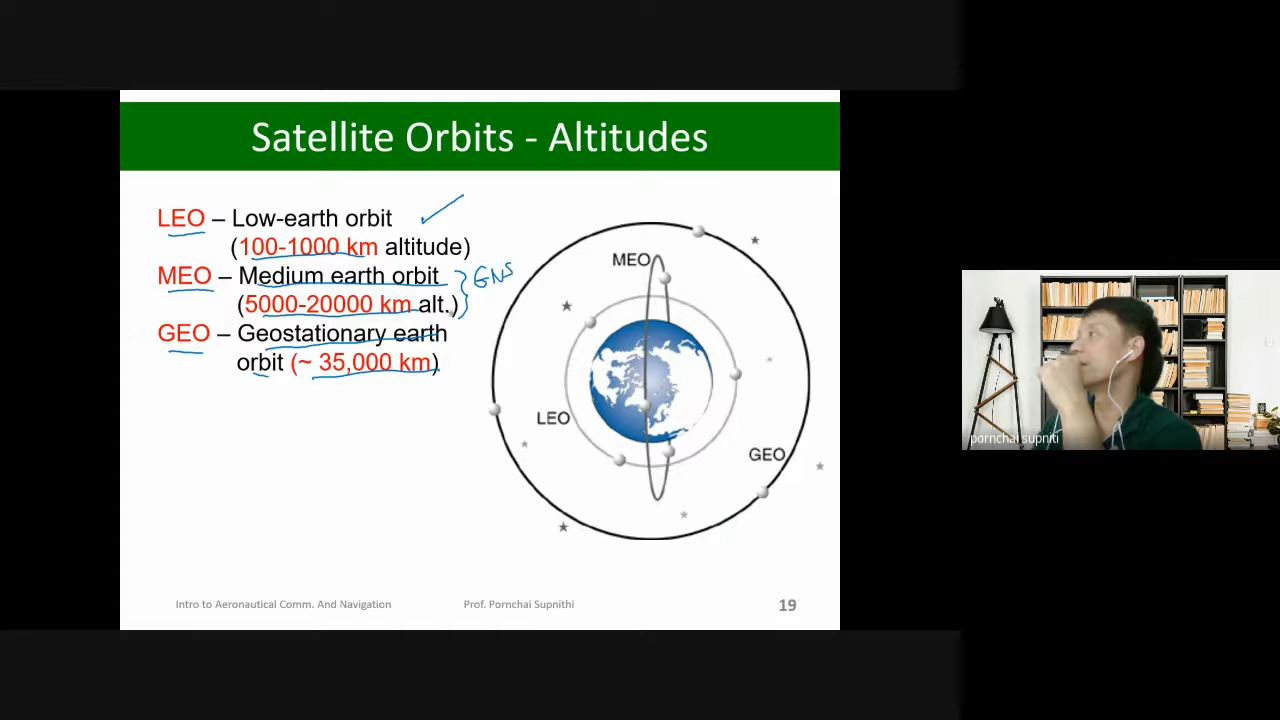 Satellite Orbits - Altitudes
LEO – Low-earth orbit
(100-1000 km altitude)
MEO – Medium earth orbit
GNS
(5000-20000 km alt.)
GEO – Geostationary earth
orbit (~ 35,000 km)
MEO
LEO
GEO
Intro to Aeronautical Comm. And Navigation
Prof. Pornchai Supnithi
19
pornchai supniti